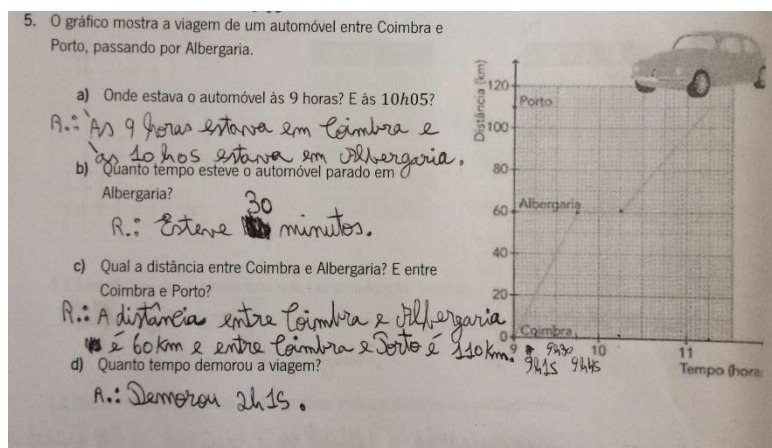 5. O gráfico mostra a viagem de um automóvel entre Coimbra e
Porto, passando por Albergaria.
a) Onde estava o automóvel às 9 horas? E às 10h05?
R.: Às 9 horas estava em Coimbra e
às 10h05 estava em Albergaria.
b) Quanto tempo esteve o automóvel parado em
Albergaria?
R.: Esteve 30 minutos.
c) Qual a distância entre Coimbra e Albergaria? E entre
Coimbra e Porto?
R.: A distância entre Coimbra e Albergaria
é 60km e entre Coimbra e Porto é 110km.
d) Quanto tempo demorou a viagem?
R.: Demorou 2h15.
Distância (km)
120
Porto
100
80
60
Albergaria
40
20
Coimbra
0
9 9h30 10 11
9h15 9h45
Tempo (hora